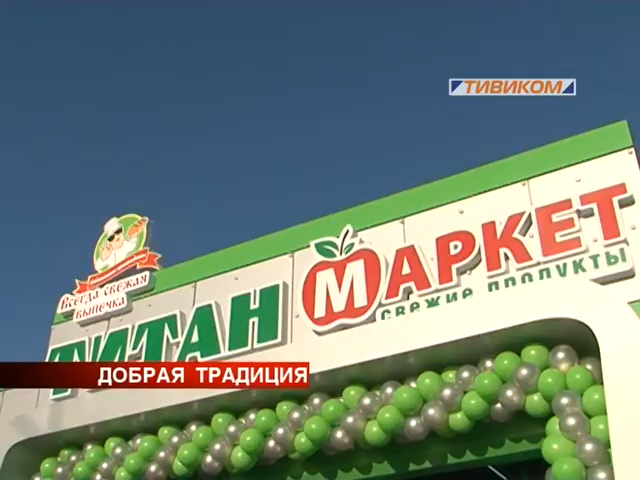 ТИВИКОМ
Всегда свежая
выпечка
ТИТАН МАРКЕТ
свежие продукты
ДОБРАЯ ТРАДИЦИЯ